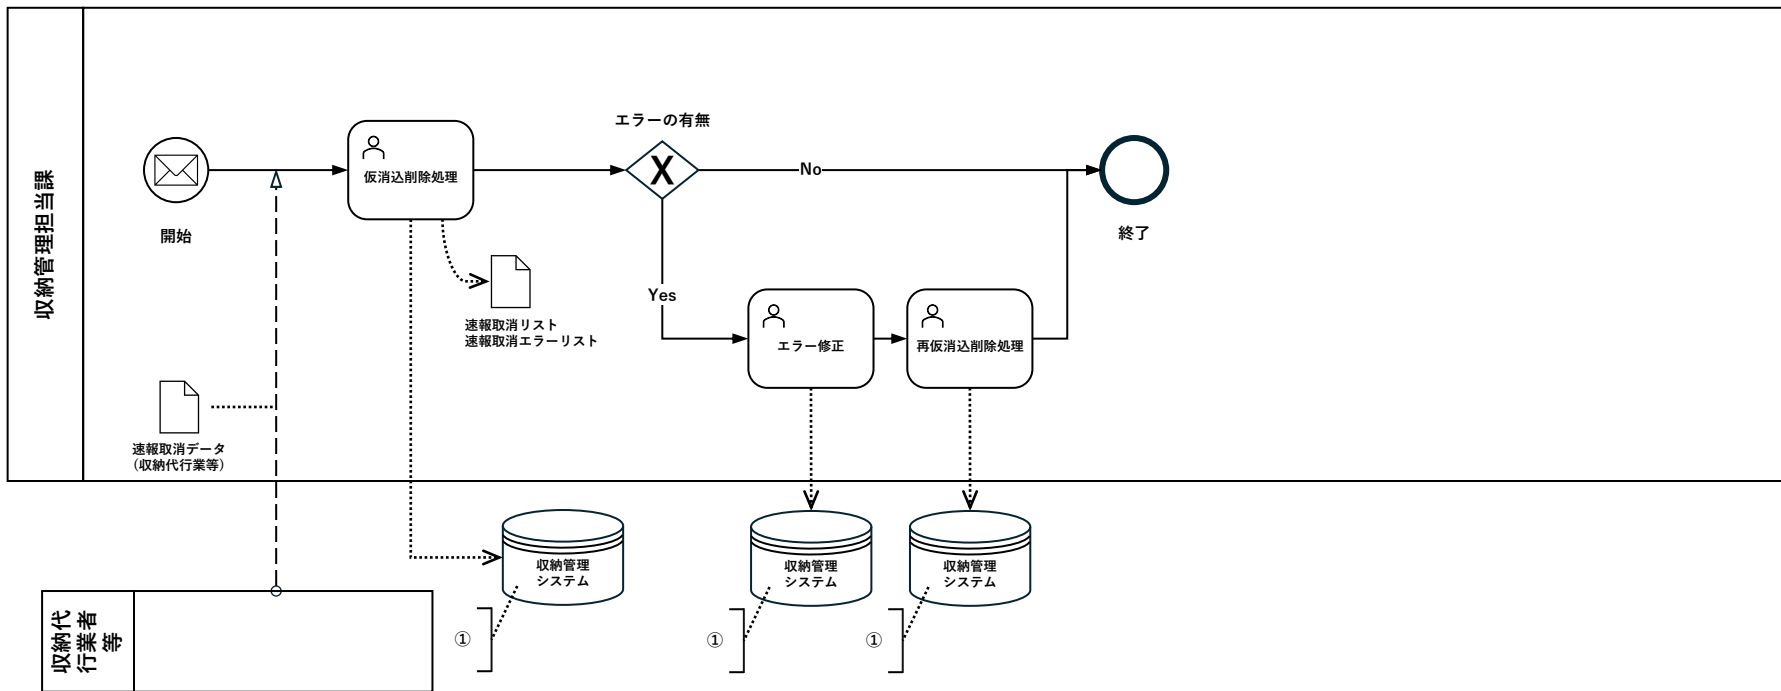 収納管理担当課
開始
仮消込削除処理
エラーの有無
X
No
終了
Yes
速報取消リスト
速報取消エラーリスト
エラー修正
再仮消込削除処理
速報取消データ
（収納代行業等）
収納管理
システム
収納管理
システム
収納管理
システム
①
①
①
収納代
行業者
等